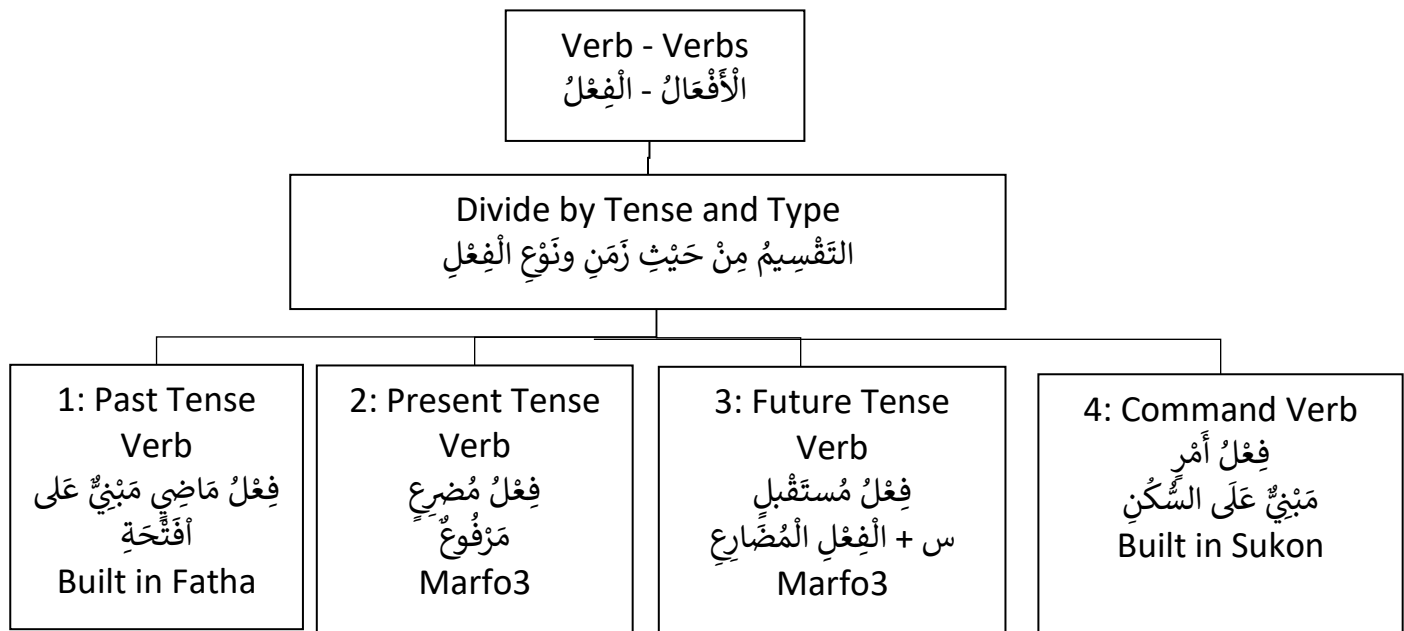 Verb - Verbs
الْأَفْعَالُ - الْفِعْلُ
Divide by Tense and Type
التَقْسِيمُ مِنْ حَيْثِ زَمَنِ ونَوْعِ الْفِعْلِ
1: Past Tense
Verb
فِعْلُ مَاضِيٍ مَبْنِيٌّ عَلى
اْفَتْحَةِ
Built in Fatha
2: Present Tense
Verb
فِعْلُ مُضرِعٍ
مَرْفُوعٌ
Marfo3
3: Future Tense
Verb
فِعْلُ مُستَقْبلٍ
س + الْفِعْلِ الْمُضَارِعِ
Marfo3
4: Command Verb
فِعْلُ أَمْرٍ
مَبْنِيٌّ عَلَى السُّكُنِ
Built in Sukon